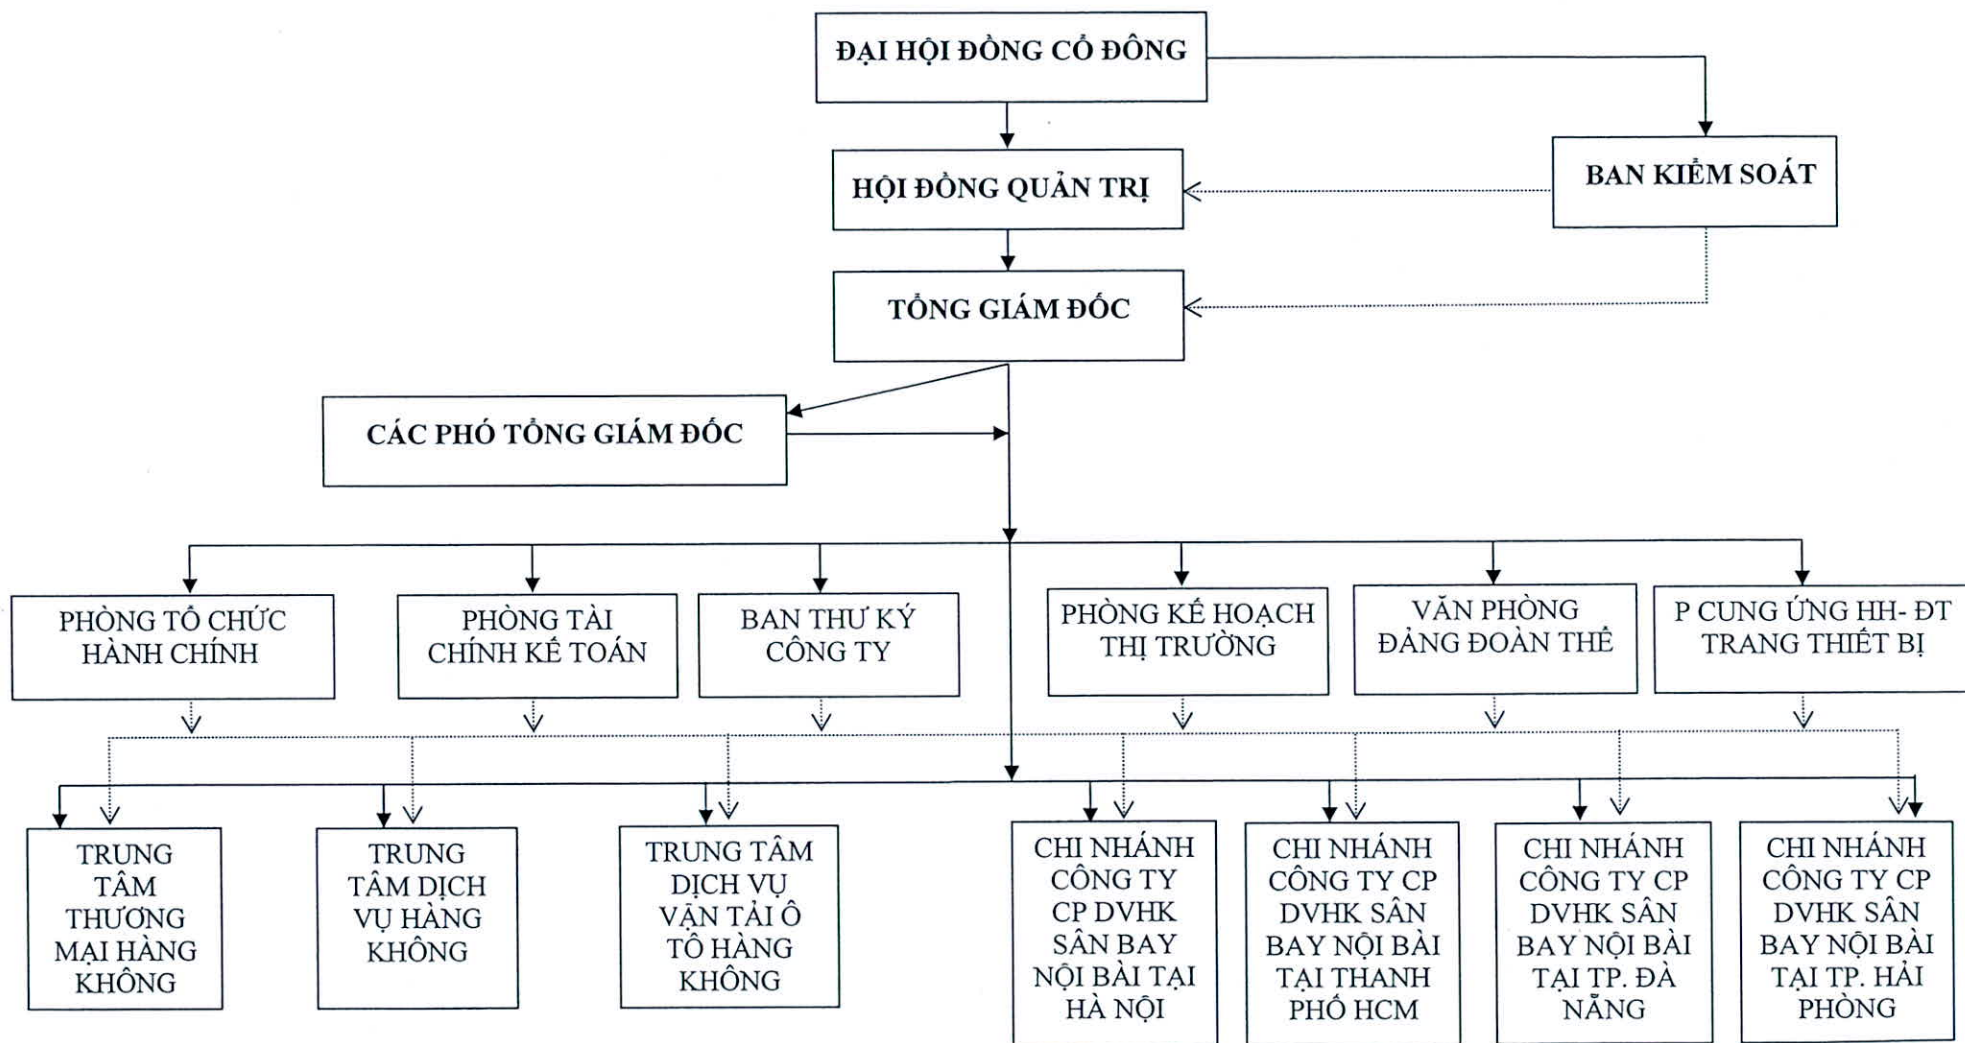 ĐẠI HỘI ĐỒNG CỔ ĐÔNG
HỘI ĐỒNG QUẢN TRỊ
BAN KIỂM SOÁT
TỔNG GIÁM ĐỐC
CÁC PHÓ TỔNG GIÁM ĐỐC
PHÒNG TỔ CHỨC
HÀNH CHÍNH
PHÒNG TÀI
CHÍNH KẾ TOÁN
BAN THƯ KÝ
CÔNG TY
PHÒNG KẾ HOẠCH
THỊ TRƯỜNG
VĂN PHÒNG
ĐẢNG ĐOÀN THỂ
P CUNG ỨNG HH- ĐT
TRANG THIẾT BỊ
TRUNG
TÂM
THƯƠNG
MẠI HÀNG
KHÔNG
TRUNG
TÂM DỊCH
VỤ HÀNG
KHÔNG
TRUNG TÂM
DỊCH VỤ
VẬN TẢI Ô
TÔ HÀNG
KHÔNG
CHI NHÁNH
CÔNG TY
CP DVHK
SÂN BAY
NỘI BÀI TẠI
HÀ NỘI
CHI NHÁNH
CÔNG TY CP
DVHK SÂN
BAY NỘI BÀI
TẠI THANH
PHỐ HCM
CHI NHÁNH
CÔNG TY CP
DVHK SÂN
BAY NỘI BÀI
TẠI TP. ĐÀ
NẴNG
CHI NHÁNH
CÔNG TY CP
DVHK SÂN
BAY NỘI BÀI
TẠI TP. HẢI
PHÒNG